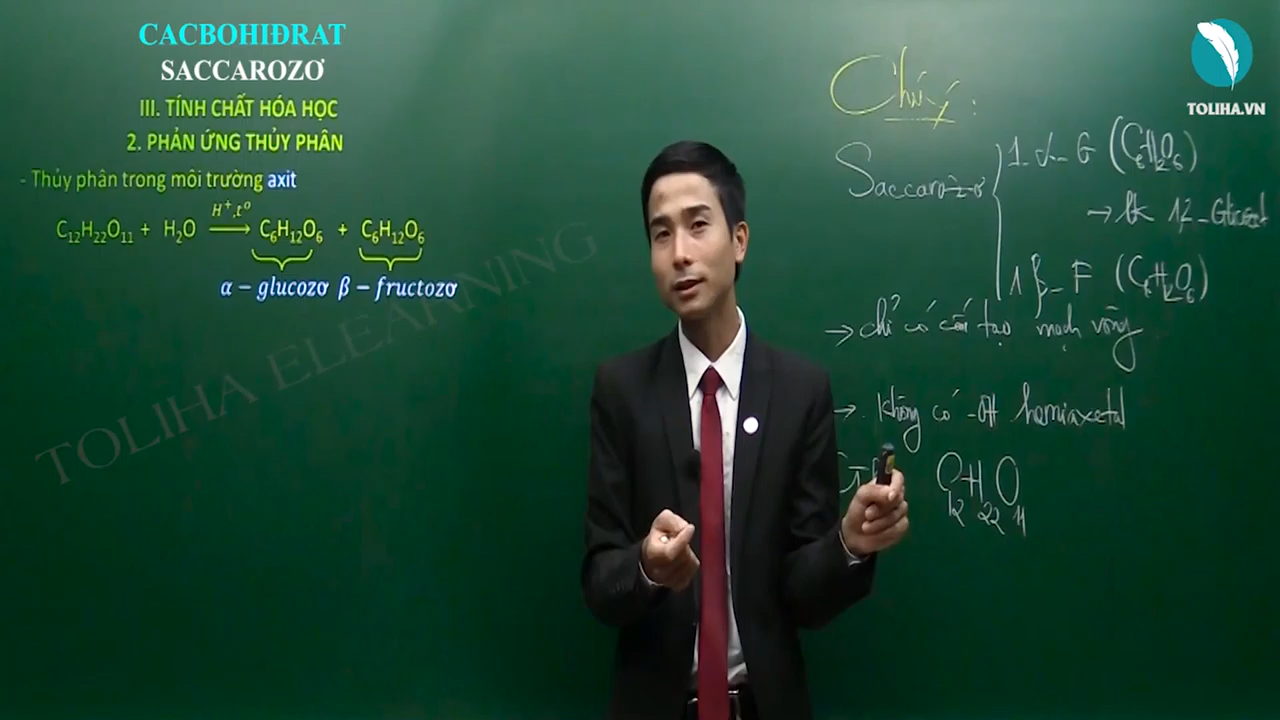 CACBOHIĐRAT
SACCAROZƠ
III. TÍNH CHẤT HÓA HỌC
2. PHẢN ỨNG THỦY PHÂN
- Thủy phân trong môi trường axit
C₁₂H₂₂O₁₁ + H₂O →(H⁺,t⁰) C₆H₁₂O₆ + C₆H₁₂O₆
α – glucozơ β – fructozơ
TOLIHA ELEARNING
TOLIHA.VN
Chú ý:
Saccarozơ
1 α- G (C₆H₁₂O₆)
→ lk 1,2-Glicozit
1 β- F (C₆H₁₂O₆)
→ chỉ có cấu tạo mạch vòng
→ . Không có -OH hemiaxetal
C₁₂H₂₂O₁₁